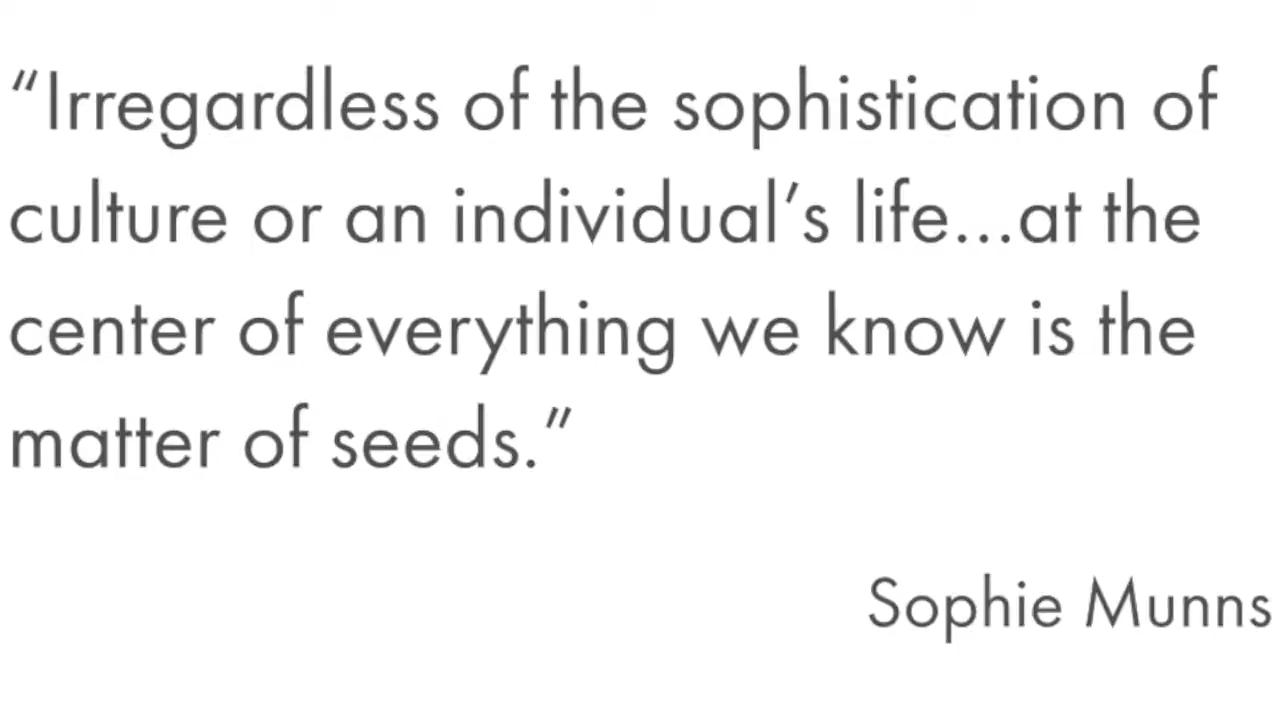 “Irregardless of the sophistication of
culture or an individual’s life...at the
center of everything we know is the
matter of seeds.”
Sophie Munns